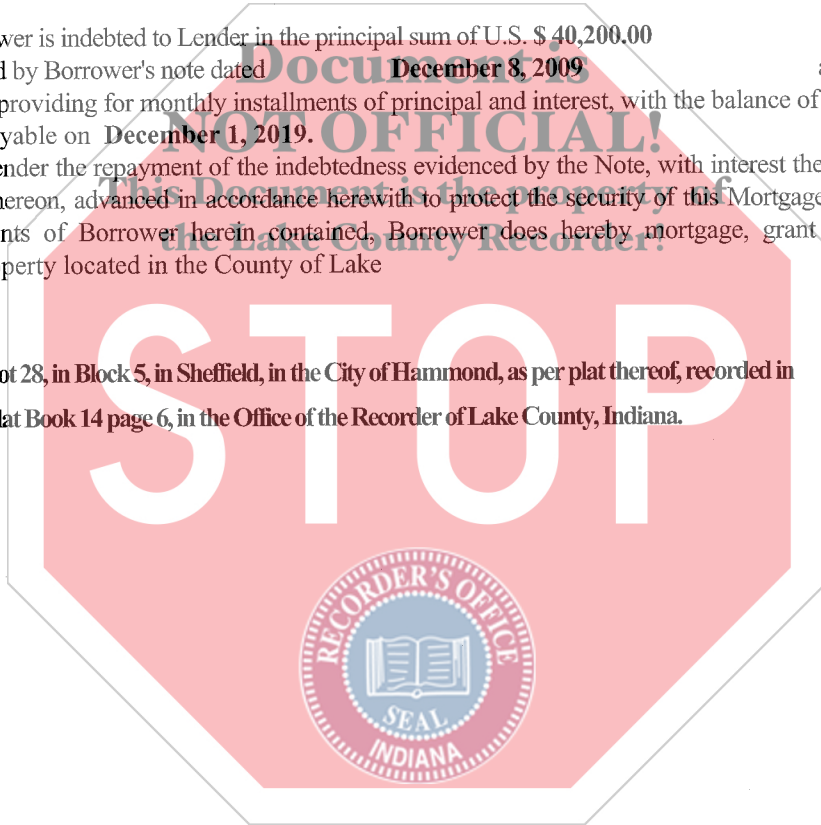 wer is indebted to Lender in the principal sum of U.S. $ 40,200.00
Document is
d by Borrower's note dated December 8, 2009 a
providing for monthly installments of principal and interest, with the balance of
NOT OFFICIAL!
yable on December 1, 2019.
ender the repayment of the indebtedness evidenced by the Note, with interest the
This Document is the property of
hereon, advanced in accordance herewith to protect the security of this Mortgage
the Lake County Recorder!
nts of Borrower herein contained, Borrower does hereby mortgage, grant
perty located in the County of Lake
STOP
ot 28, in Block 5, in Sheffield, in the City of Hammond, as per plat thereof, recorded in
lat Book 14 page 6, in the Office of the Recorder of Lake County, Indiana.
RECORDER'S OFFICE
SEAL
INDIANA